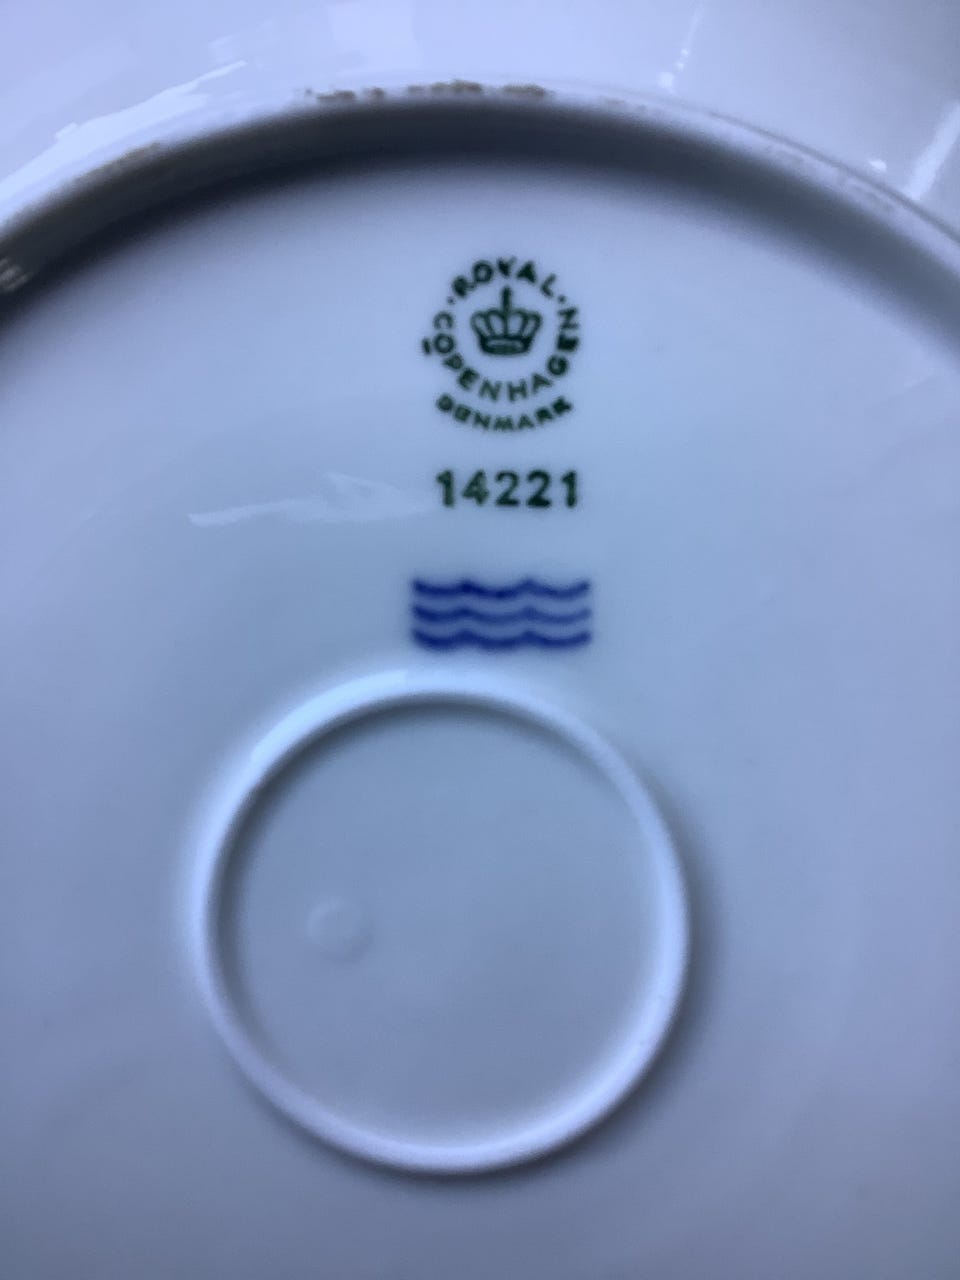 ROYAL
COPENHAGEN
DENMARK
14221